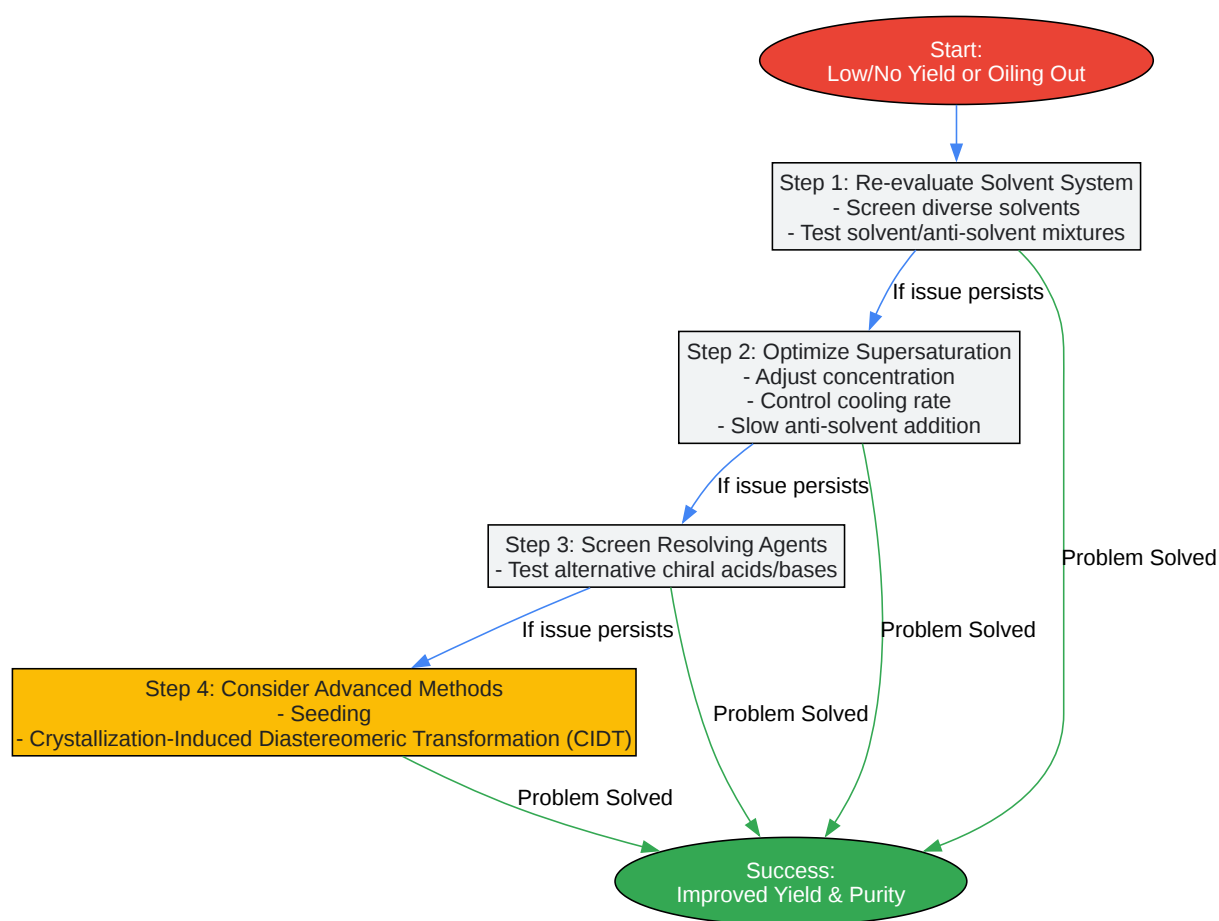 Start:
Low/No Yield or Oiling Out
Step 1: Re-evaluate Solvent System
- Screen diverse solvents
- Test solvent/anti-solvent mixtures
If issue persists
Step 2: Optimize Supersaturation
- Adjust concentration
- Control cooling rate
- Slow anti-solvent addition
If issue persists
Step 3: Screen Resolving Agents
- Test alternative chiral acids/bases
Problem Solved
If issue persists
Problem Solved
Step 4: Consider Advanced Methods
- Seeding
- Crystallization-Induced Diastereomeric Transformation (CIDT)
Problem Solved
Problem Solved
Success:
Improved Yield & Purity